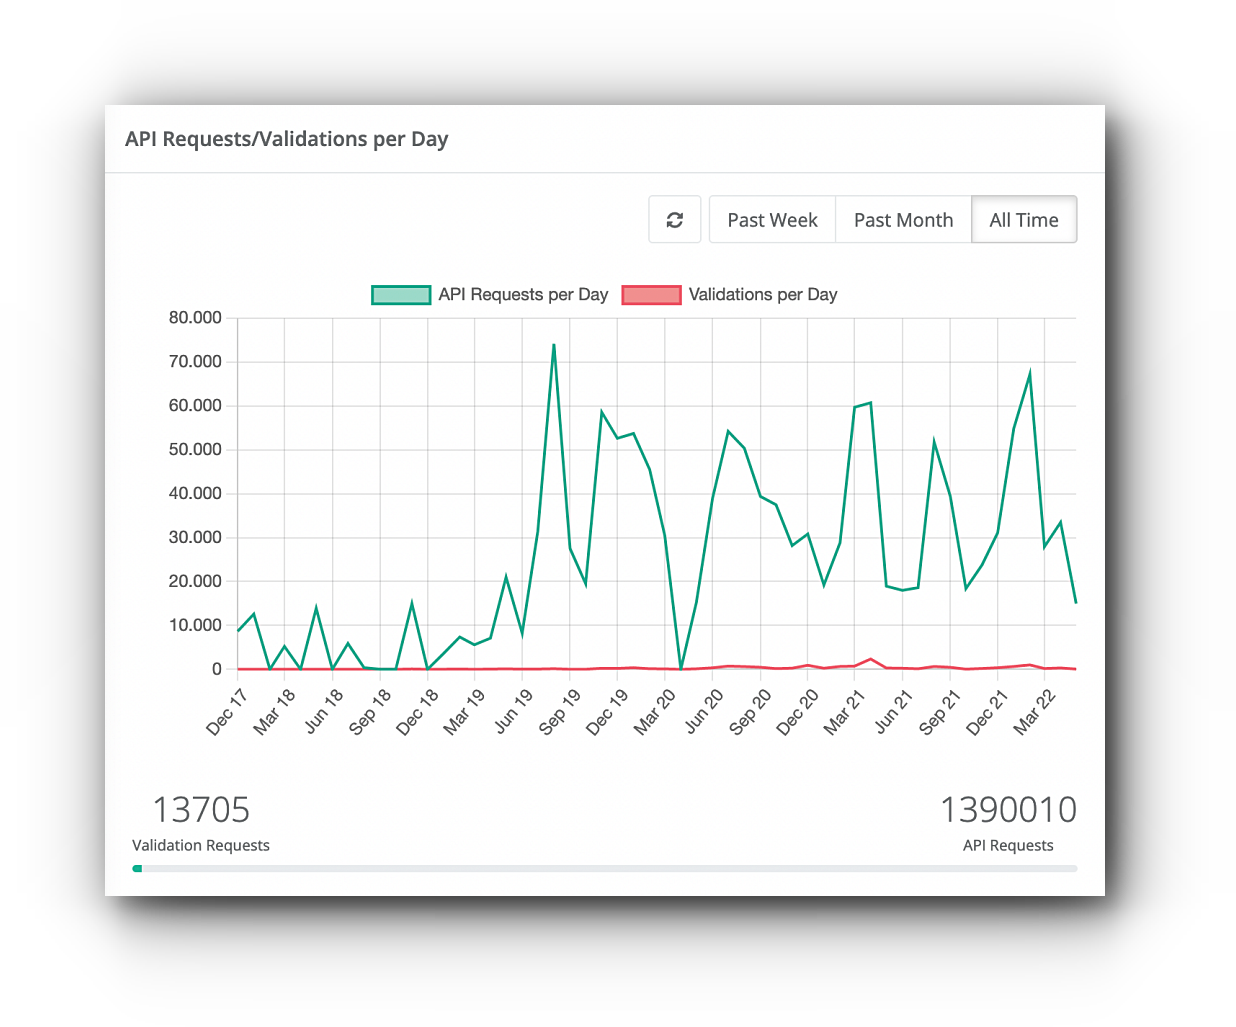 API Requests/Validations per Day
Past Week Past Month All Time
API Requests per Day Validations per Day
80.000
70.000
60.000
50.000
40.000
30.000
20.000
10.000
0
Dec 17 Mar 18 Jun 18 Sep 18 Dec 18 Mar 19 Jun 19 Sep 19 Dec 19 Mar 20 Jun 20 Sep 20 Dec 20 Mar 21 Jun 21 Sep 21 Dec 21 Mar 22
13705 1390010
Validation Requests API Requests